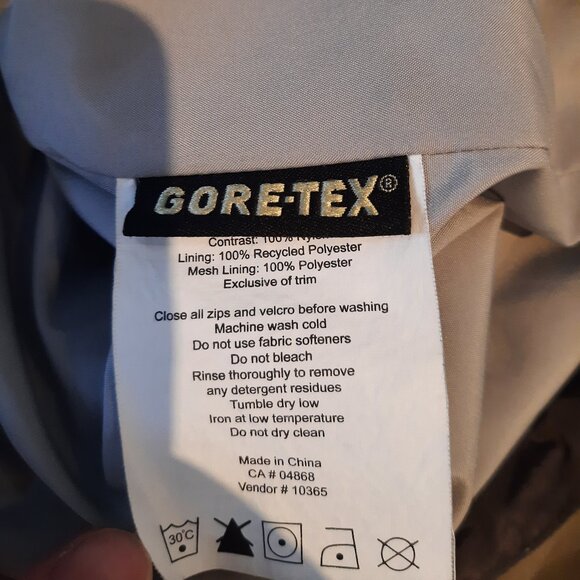 GORE-TEX®
Contrast: 100% Nylon
Lining: 100% Recycled Polyester
Mesh Lining: 100% Polyester
Exclusive of trim
Close all zips and velcro before washing
Machine wash cold
Do not use fabric softeners
Do not bleach
Rinse thoroughly to remove
any detergent residues
Tumble dry low
Iron at low temperature
Do not dry clean
Made in China
CA # 04868
Vendor # 10365
30°C